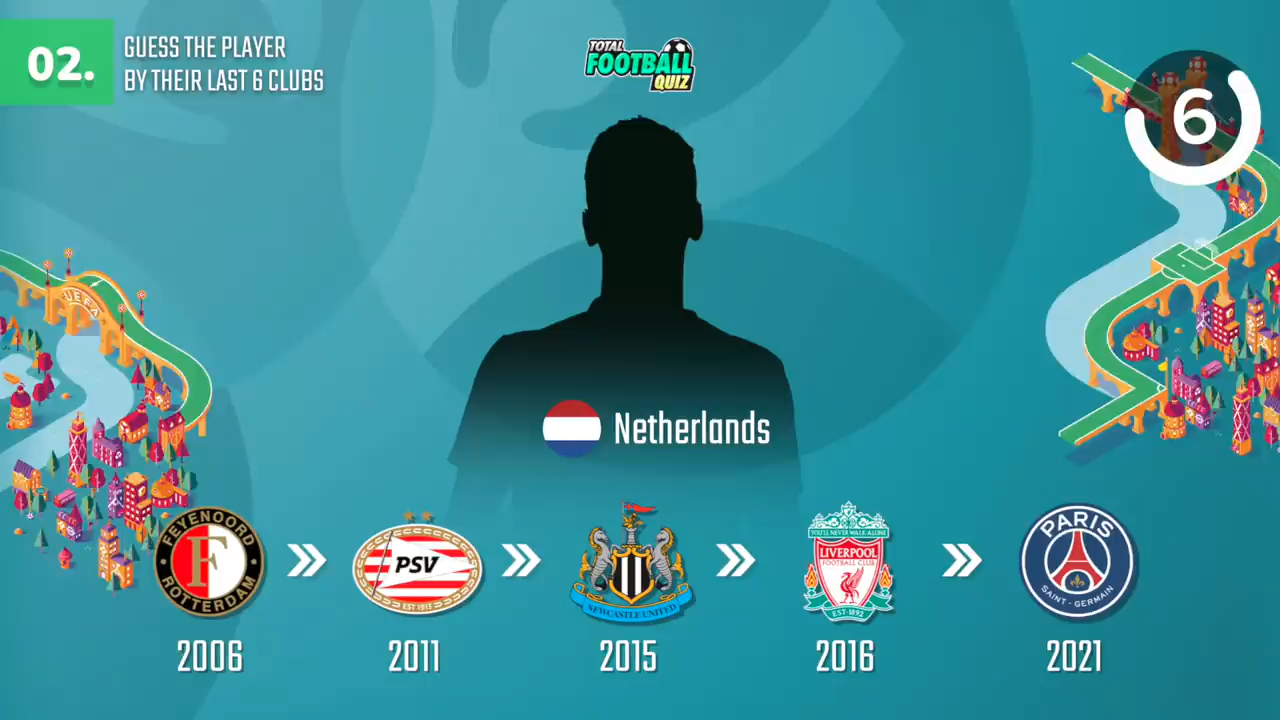 02.
GUESS THE PLAYER
BY THEIR LAST 6 CLUBS
TOTAL
FOOTBALL
QUIZ
6
UEFA
Netherlands
FEYENOORD
F
ROTTERDAM
PSV
EST 1913
NEWCASTLE UNITED
YOU'LL NEVER WALK ALONE
LIVERPOOL
FOOTBALL CLUB
EST·1892
PARIS
SAINT-GERMAIN
2006
2011
2015
2016
2021